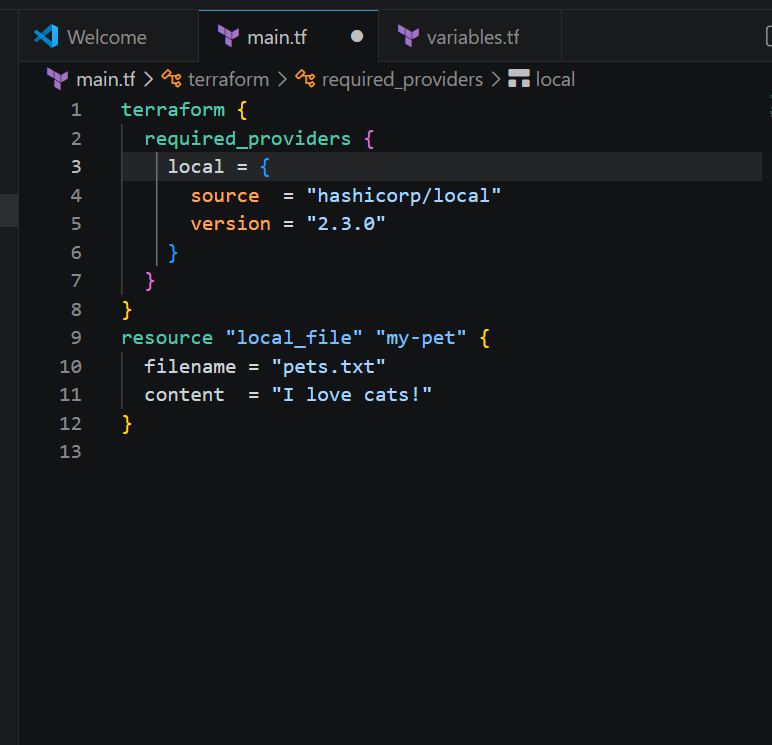 Welcome main.tf variables.tf
main.tf > terraform > required_providers > local
1 terraform {
2   required_providers {
3     local = {
4       source  = "hashicorp/local"
5       version = "2.3.0"
6     }
7   }
8 }
9 resource "local_file" "my-pet" {
10   filename = "pets.txt"
11   content  = "I love cats!"
12 }
13